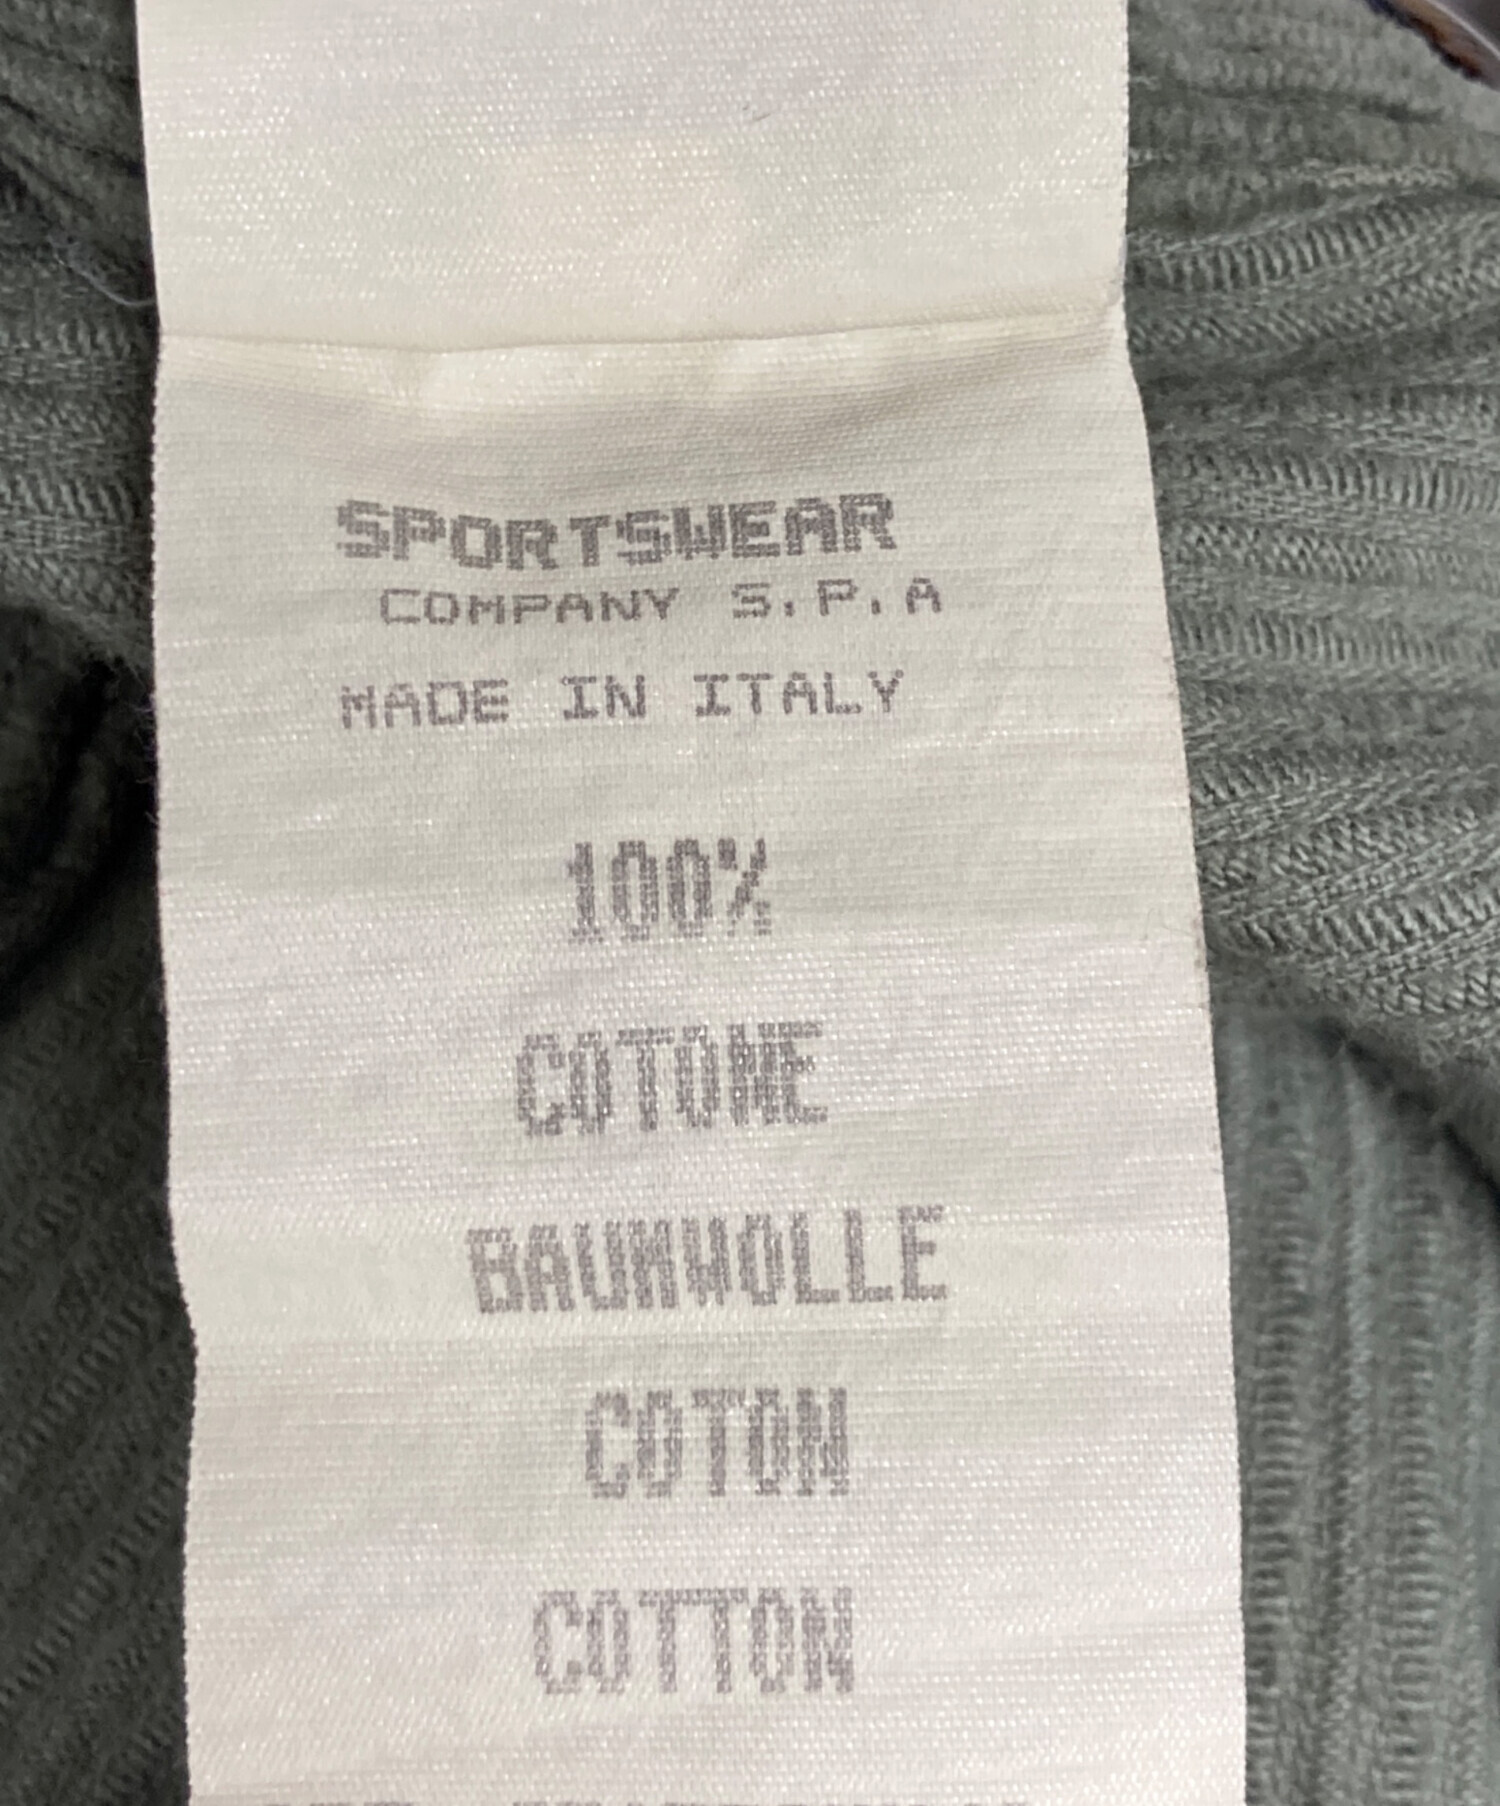 SPORTSWEAR
COMPANY S.P.A
MADE IN ITALY
100%
COTONE
BAUMWOLLE
COTON
COTTON